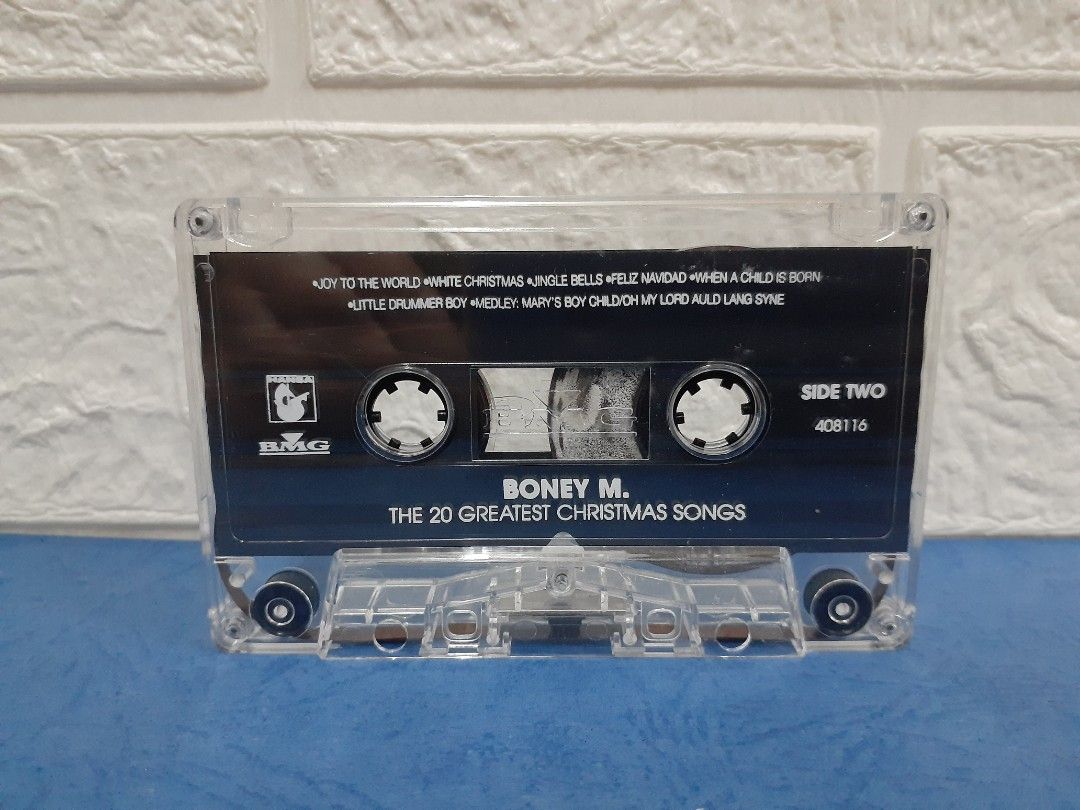 •JOY TO THE WORLD •WHITE CHRISTMAS •JINGLE BELLS •FELIZ NAVIDAD •WHEN A CHILD IS BORN
•LITTLE DRUMMER BOY •MEDLEY: MARY'S BOY CHILD/OH MY LORD AULD LANG SYNE
HANSA
BMG
SIDE TWO
408116
BONEY M.
THE 20 GREATEST CHRISTMAS SONGS